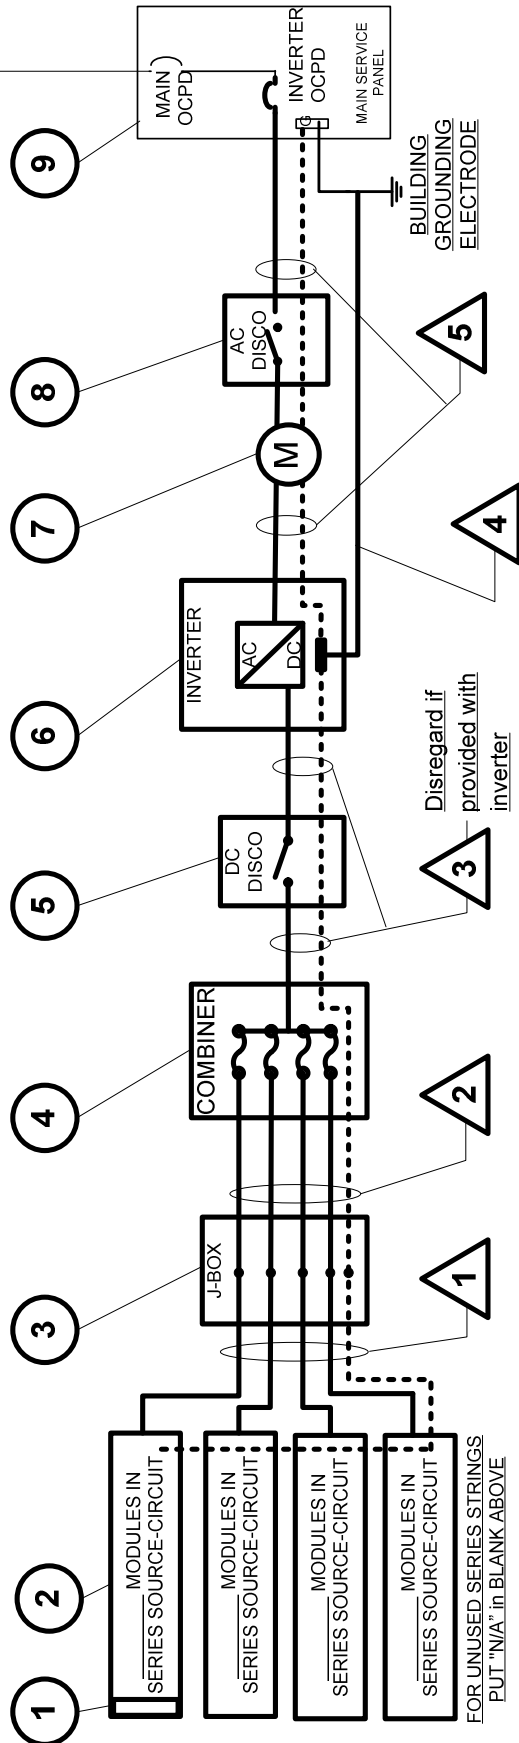 1
2
3
4
5
6
7
8
9
MODULES IN
SERIES SOURCE-CIRCUIT
MODULES IN
SERIES SOURCE-CIRCUIT
MODULES IN
SERIES SOURCE-CIRCUIT
MODULES IN
SERIES SOURCE-CIRCUIT
FOR UNUSED SERIES STRINGS
PUT "N/A" in BLANK ABOVE
J-BOX
COMBINER
DC
DISCO
INVERTER
AC
DC
M
AC
DISCO
MAIN
OCPD
INVERTER
OCPD
G
MAIN SERVICE
PANEL
BUILDING
GROUNDING
ELECTRODE
1
2
3
Disregard if
provided with
inverter
4
5